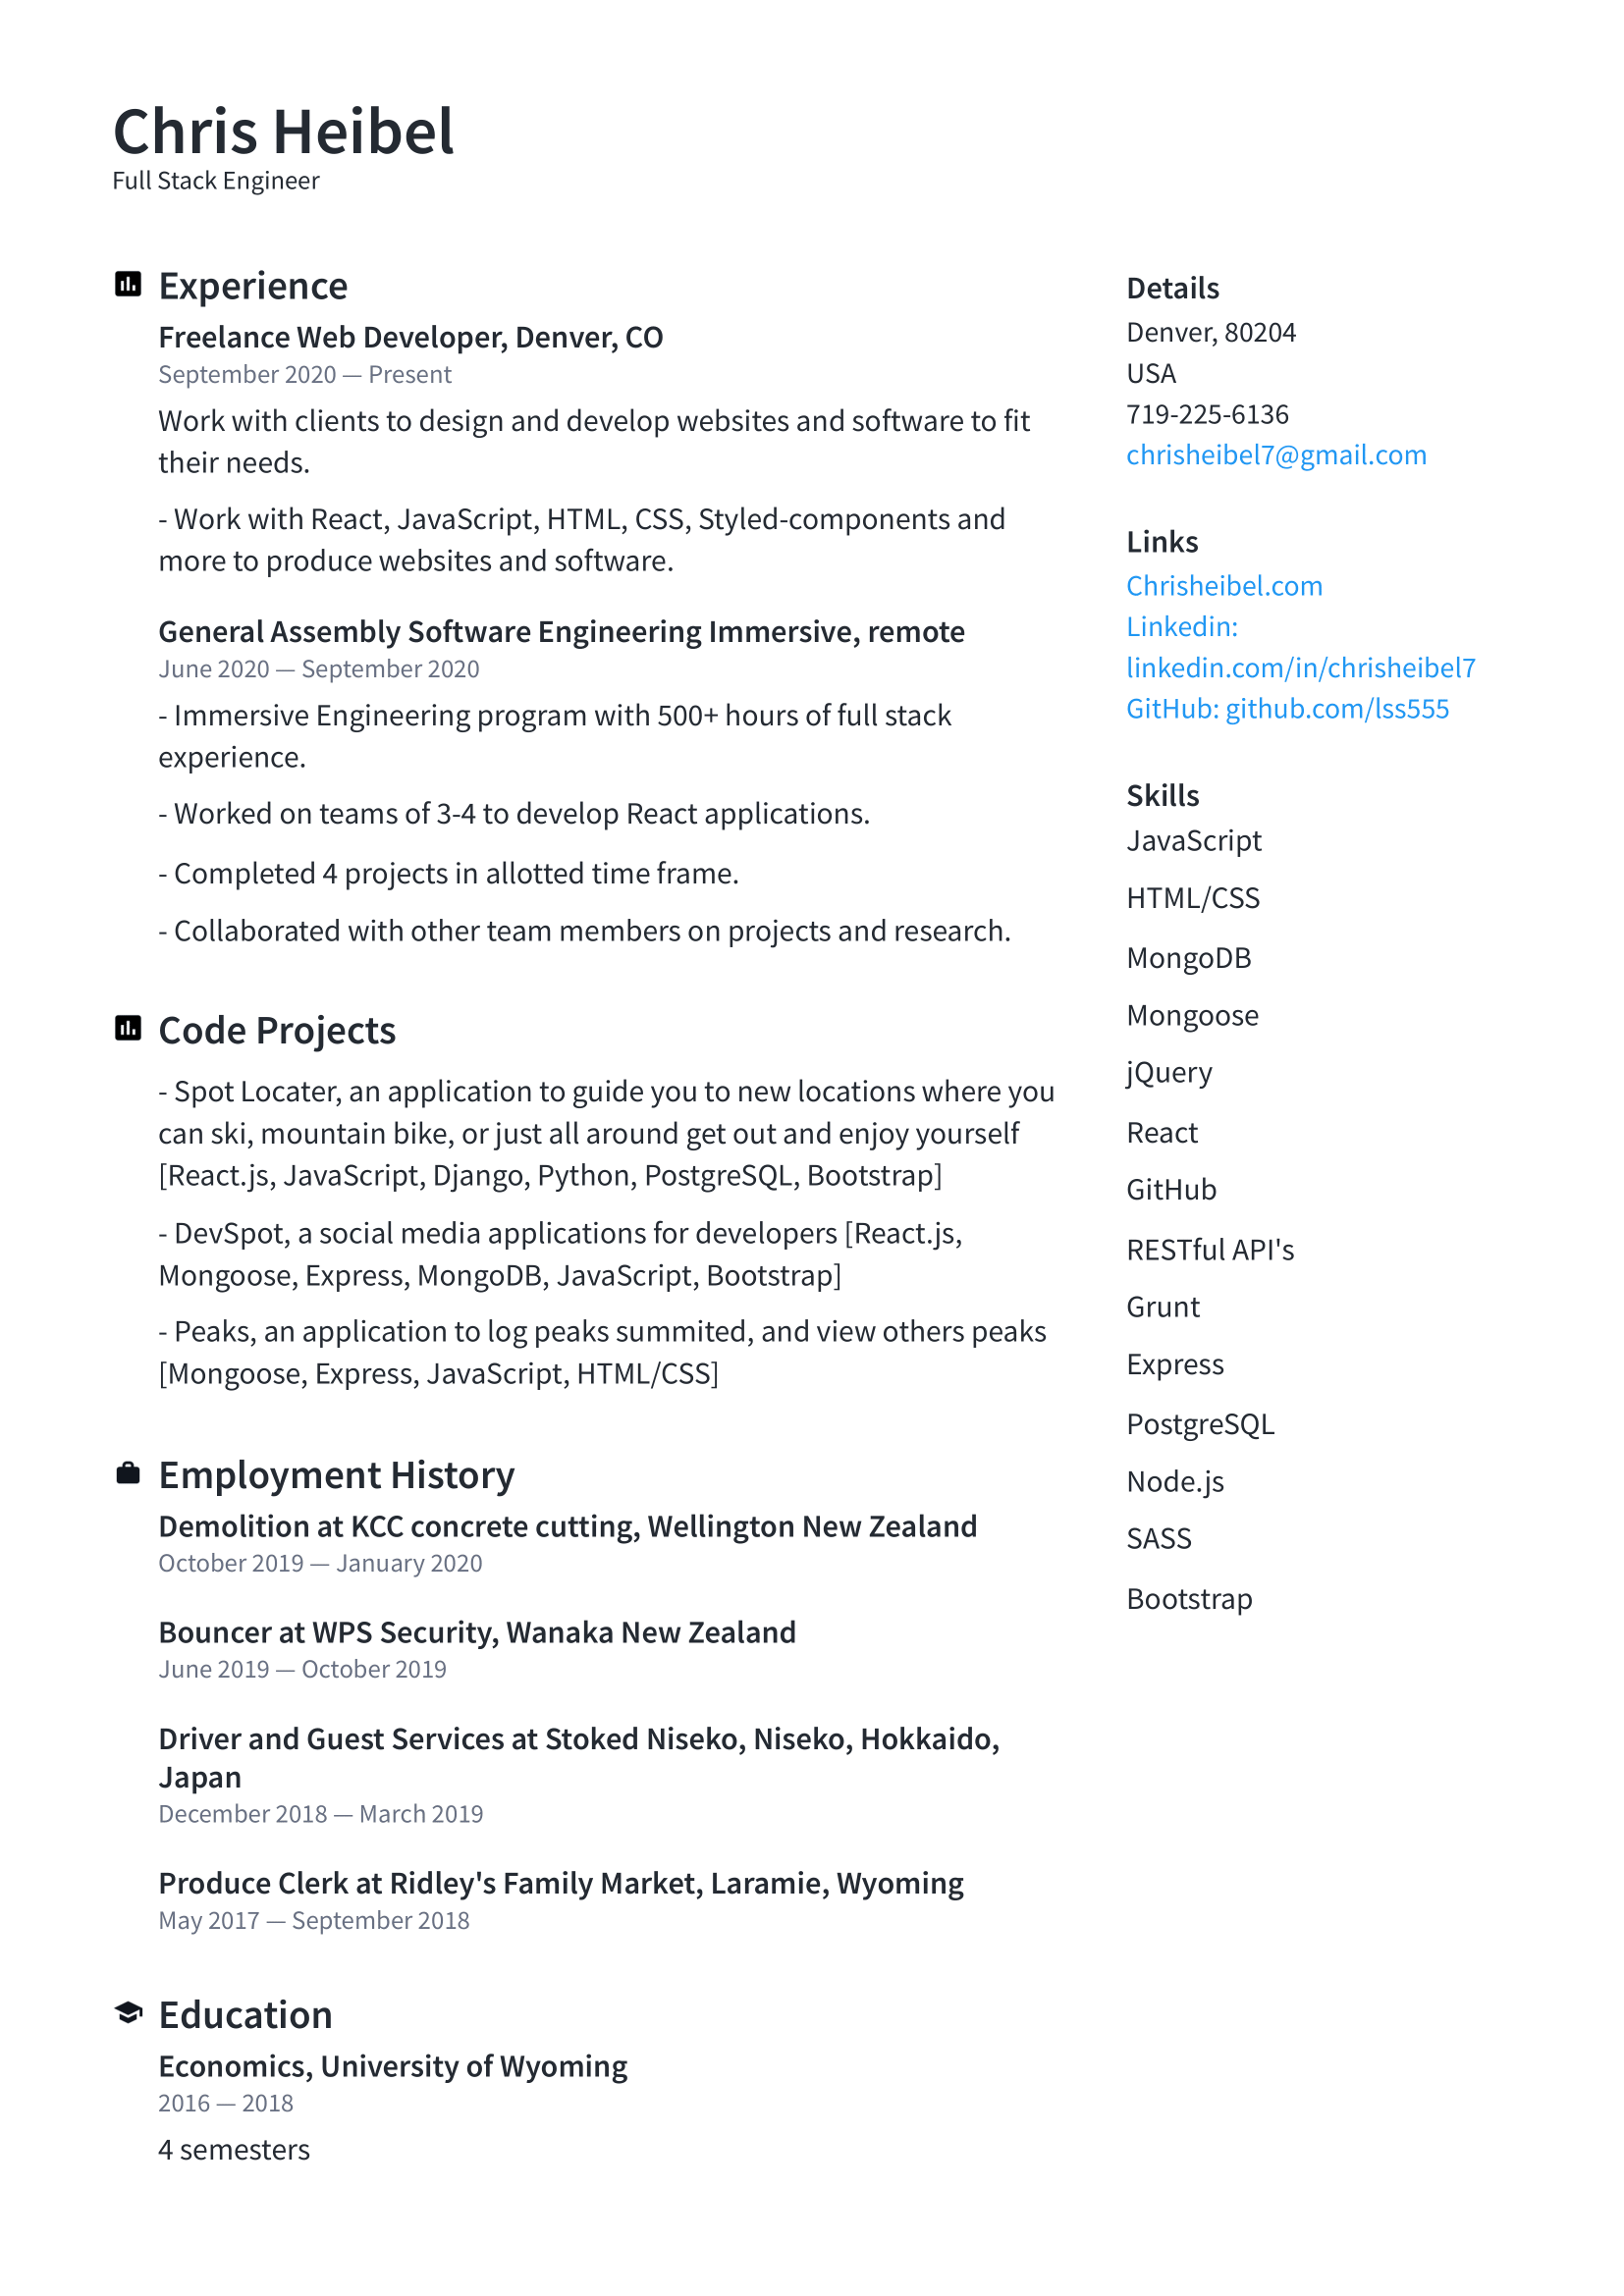 Chris Heibel
Full Stack Engineer
Experience
Freelance Web Developer, Denver, CO
September 2020 — Present
Work with clients to design and develop websites and software to fit
their needs.
- Work with React, JavaScript, HTML, CSS, Styled-components and
more to produce websites and software.
General Assembly Software Engineering Immersive, remote
June 2020 — September 2020
- Immersive Engineering program with 500+ hours of full stack
experience.
- Worked on teams of 3-4 to develop React applications.
- Completed 4 projects in allotted time frame.
- Collaborated with other team members on projects and research.
Code Projects
- Spot Locater, an application to guide you to new locations where you
can ski, mountain bike, or just all around get out and enjoy yourself
[React.js, JavaScript, Django, Python, PostgreSQL, Bootstrap]
- DevSpot, a social media applications for developers [React.js,
Mongoose, Express, MongoDB, JavaScript, Bootstrap]
- Peaks, an application to log peaks summited, and view others peaks
[Mongoose, Express, JavaScript, HTML/CSS]
Employment History
Demolition at KCC concrete cutting, Wellington New Zealand
October 2019 — January 2020
Bouncer at WPS Security, Wanaka New Zealand
June 2019 — October 2019
Driver and Guest Services at Stoked Niseko, Niseko, Hokkaido,
Japan
December 2018 — March 2019
Produce Clerk at Ridley's Family Market, Laramie, Wyoming
May 2017 — September 2018
Education
Economics, University of Wyoming
2016 — 2018
4 semesters
Details
Denver, 80204
USA
719-225-6136
chrisheibel7@gmail.com
Links
Chrisheibel.com
Linkedin:
linkedin.com/in/chrisheibel7
GitHub: github.com/lss555
Skills
JavaScript
HTML/CSS
MongoDB
Mongoose
jQuery
React
GitHub
RESTful API's
Grunt
Express
PostgreSQL
Node.js
SASS
Bootstrap